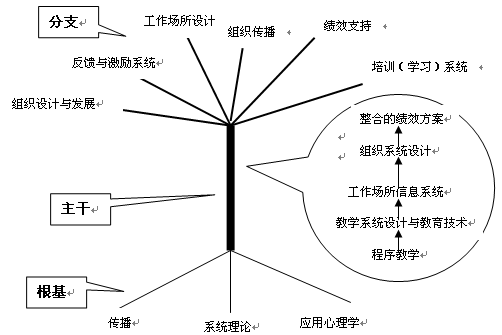 分支
工作场所设计
组织传播
绩效支持
反馈与激励系统
培训（学习）系统
组织设计与发展
整合的绩效方案
组织系统设计
主干
工作场所信息系统
教学系统设计与教育技术
程序教学
根基
传播
系统理论
应用心理学